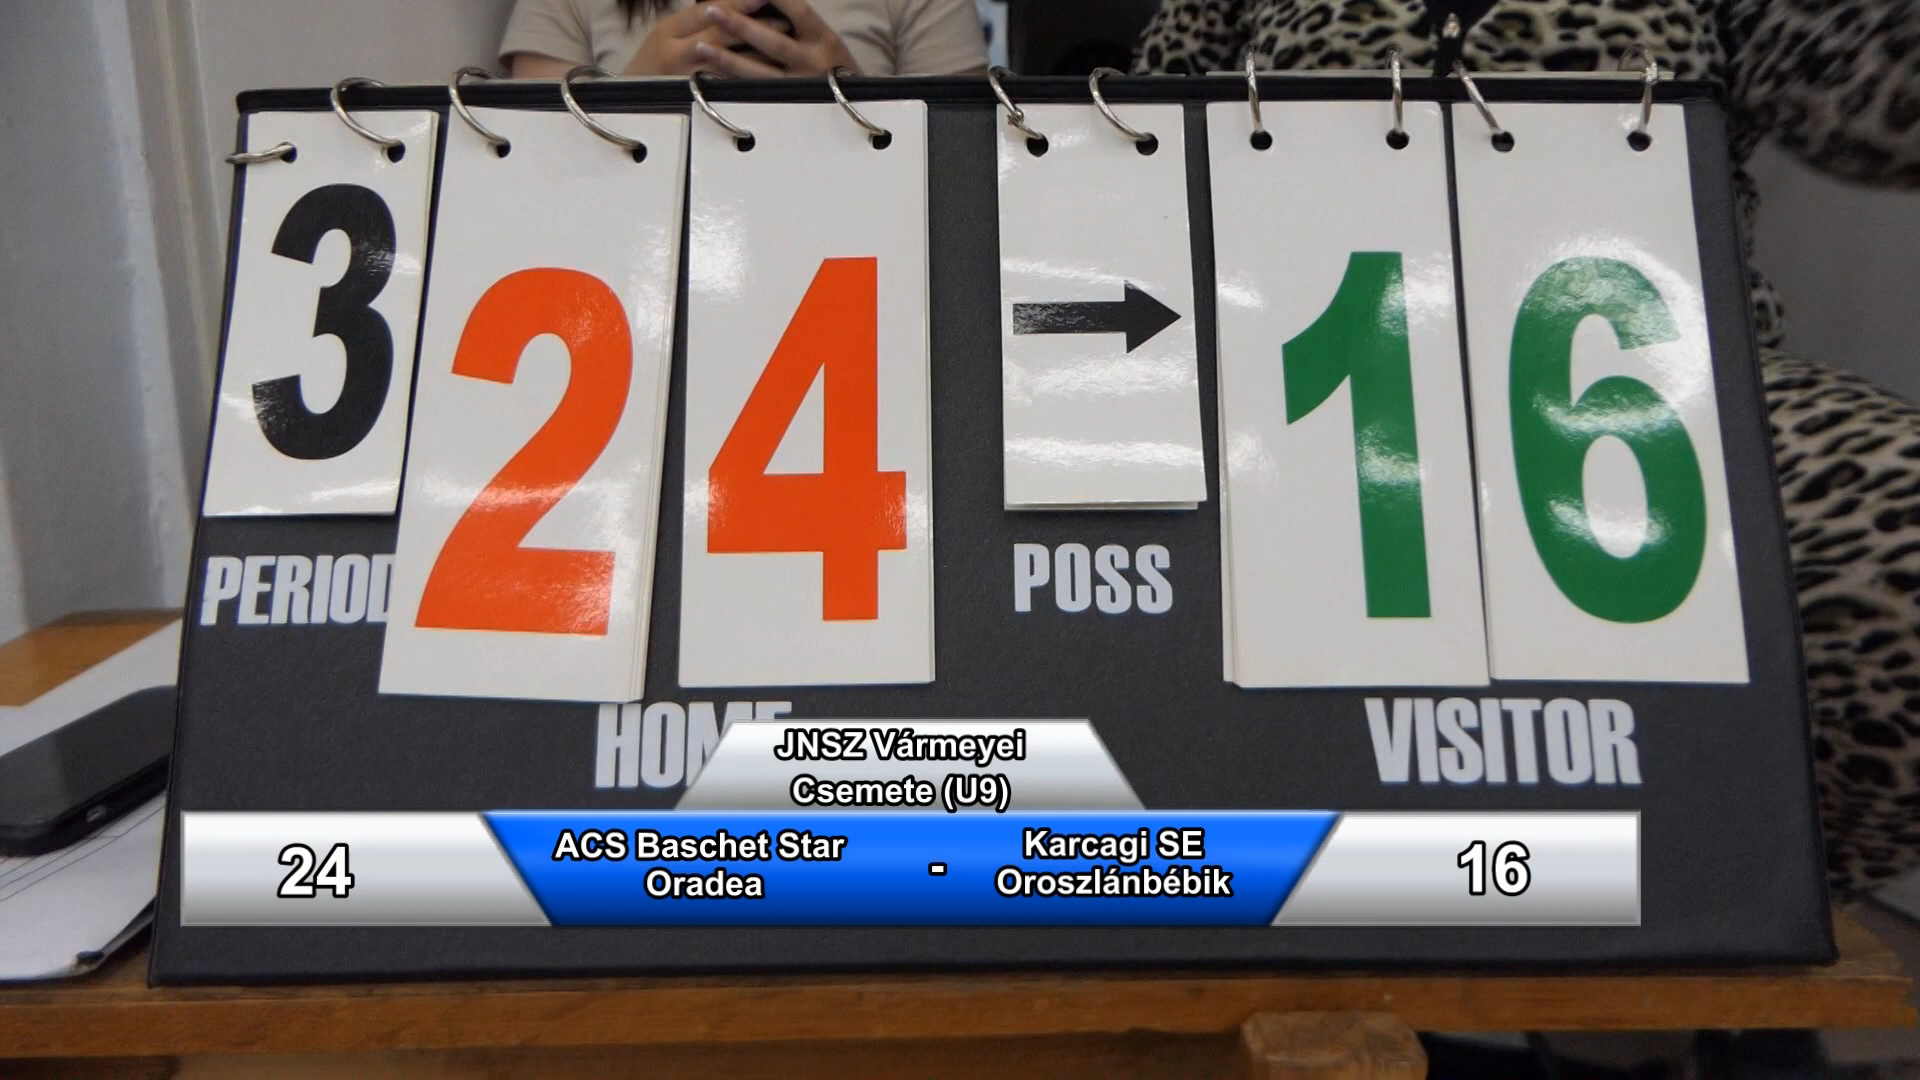 3 24 16
PERIOD
POSS
HOME
VISITOR
JNSZ Vármeyei
Csemete (U9)
24
ACS Baschet Star
Oradea
-
Karcagi SE
Oroszlánbébik
16